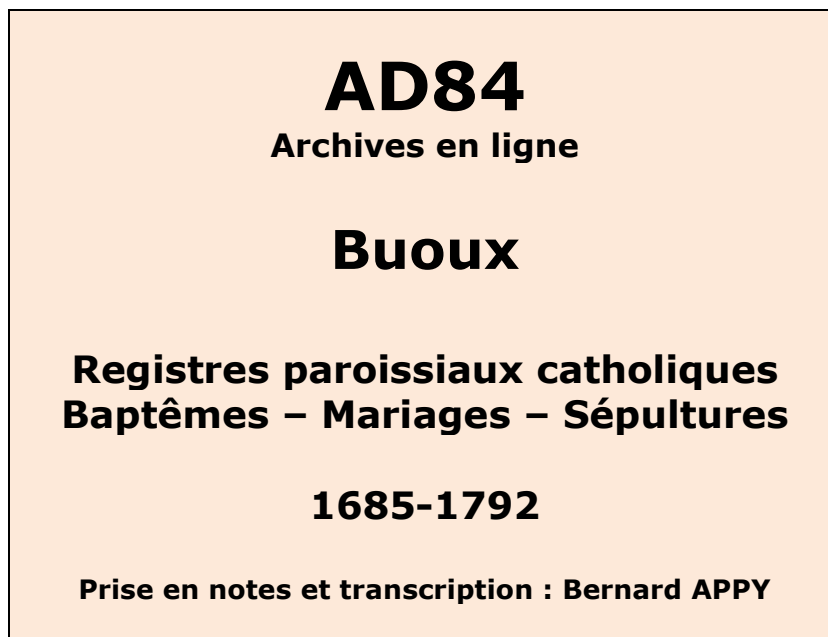 AD84
Archives en ligne
Buoux
Registres paroissiaux catholiques
Baptêmes – Mariages – Sépultures
1685-1792
Prise en notes et transcription : Bernard APPY